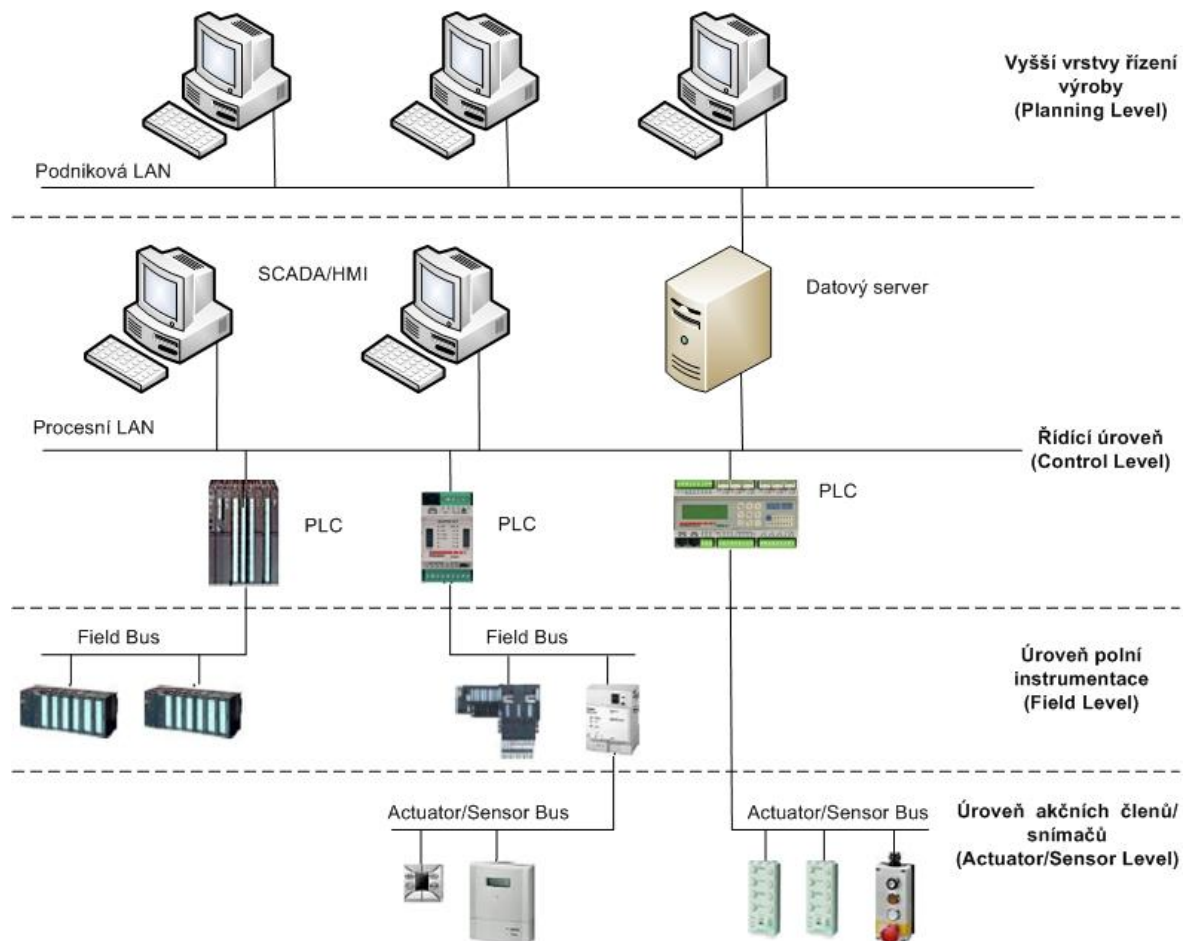 Vyšší vrstvy řízení
výroby
(Planning Level)
Podniková LAN
SCADA/HMI
Datový server
Procesní LAN
Řídící úroveň
(Control Level)
PLC
PLC
PLC
Field Bus
Field Bus
Úroveň polní
instrumentace
(Field Level)
Actuator/Sensor Bus
Actuator/Sensor Bus
Úroveň akčních členů/
snímačů
(Actuator/Sensor Level)